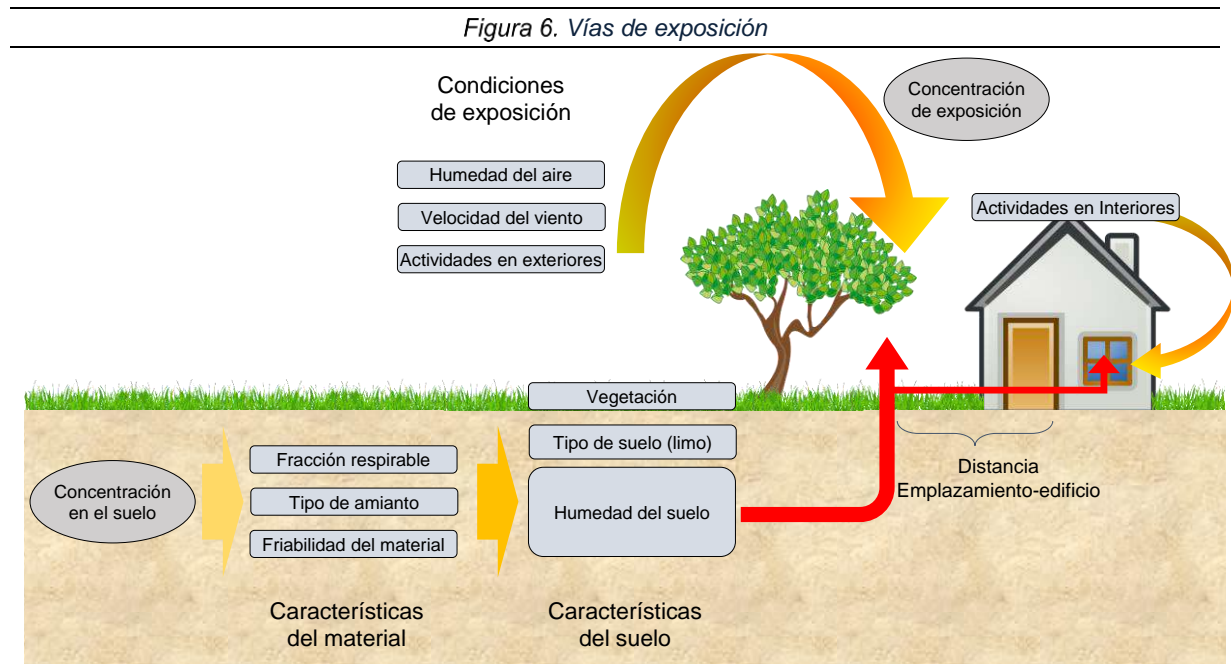 Figura 6. Vías de exposición
Condiciones
de exposición
Concentración
de exposición
Humedad del aire
Velocidad del viento
Actividades en exteriores
Actividades en Interiores
Vegetación
Tipo de suelo (limo)
Humedad del suelo
Fracción respirable
Tipo de amianto
Friabilidad del material
Concentración
en el suelo
Distancia
Emplazamiento-edificio
Características
del material
Características
del suelo